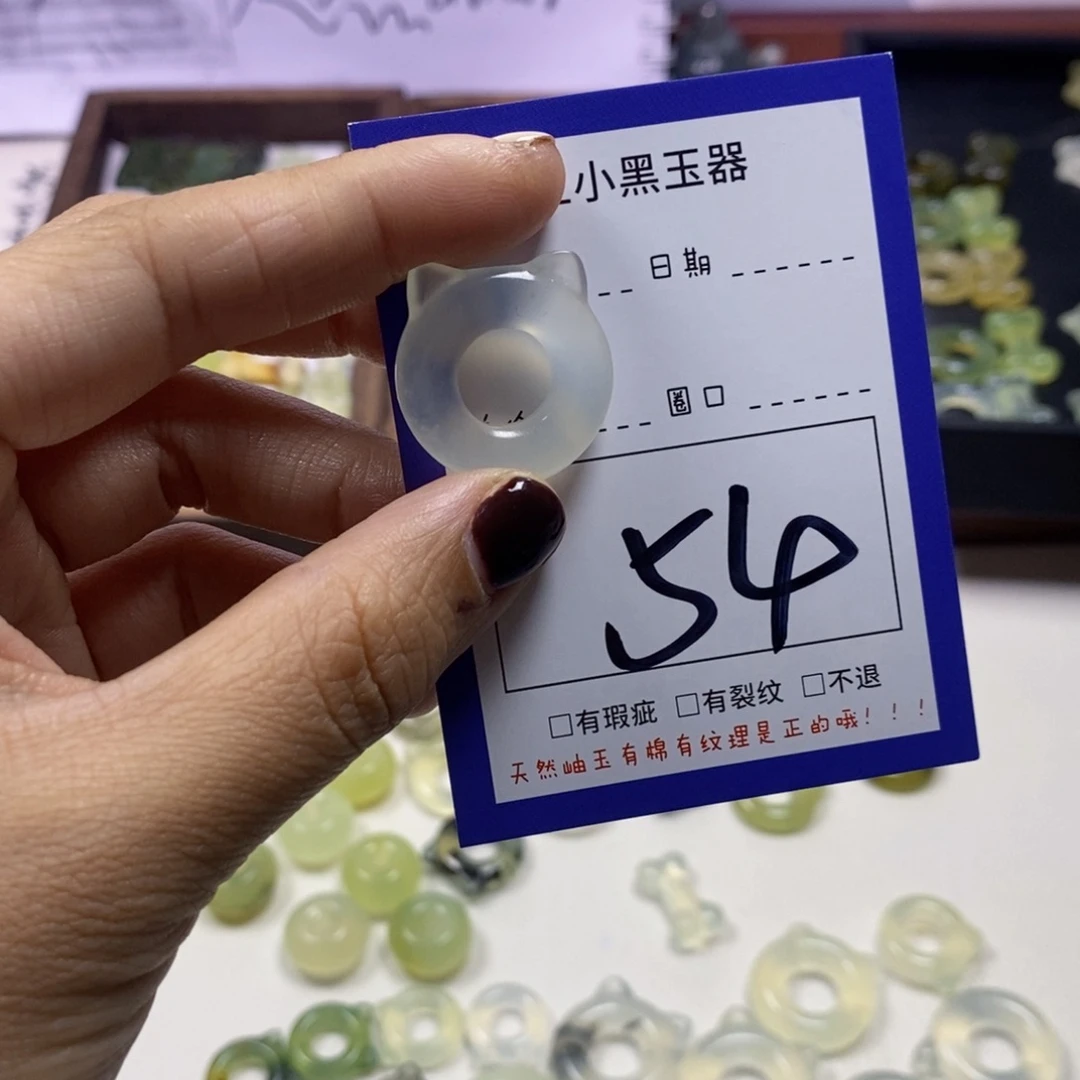 小黑玉器
日期
圈口
54
□有瑕疵 □有裂纹 □不退
天然岫玉有棉有纹理是正的哦！！！